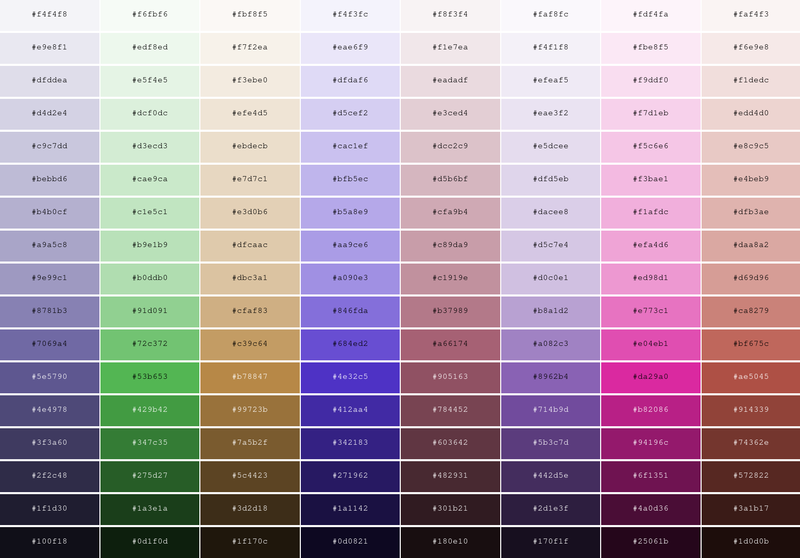 #f4f4f8 #f6fbf6 #fbf8f5 #f4f3fc #f8f3f4 #faf8fc #fdf4fa #faf4f3
#e9e8f1 #edf8ed #f7f2ea #eae6f9 #f1e7ea #f4f1f8 #fbe8f5 #f6e9e8
#dfddea #e5f4e5 #f3ebe0 #dfdaf6 #eadadf #efeaf5 #f9ddf0 #f1dedc
#d4d2e4 #dcf0dc #efe4d5 #d5cef2 #e3ced4 #eae3f2 #f7d1eb #edd4d0
#c9c7dd #d3ecd3 #ebdecb #cac1ef #dcc2c9 #e5dcee #f5c6e6 #e8c9c5
#bebbd6 #cae9ca #e7d7c1 #bfb5ec #d5b6bf #dfd5eb #f3bae1 #e4beb9
#b4b0cf #c1e5c1 #e3d0b6 #b5a8e9 #cfa9b4 #dacee8 #f1afdc #dfb3ae
#a9a5c8 #b9e1b9 #dfcaac #aa9ce6 #c89da9 #d5c7e4 #efa4d6 #daa8a2
#9e99c1 #b0ddb0 #dbc3a1 #a090e3 #c1919e #d0c0e1 #ed98d1 #d69d96
#8781b3 #91d091 #cfaf83 #846fda #b37989 #b8a1d2 #e773c1 #ca8279
#7069a4 #72c372 #c39c64 #684ed2 #a66174 #a082c3 #e04eb1 #bf675c
#5e5790 #53b653 #b78847 #4e32c5 #905163 #8962b4 #da29a0 #ae5045
#4e4978 #429b42 #99723b #412aa4 #784452 #714b9d #b82086 #914339
#3f3a60 #347c35 #7a5b2f #342183 #603642 #5b3c7d #94196c #74362e
#2f2c48 #275d27 #5c4423 #271962 #482931 #442d5e #6f1351 #572822
#1f1d30 #1a3e1a #3d2d18 #1a1142 #301b21 #2d1e3f #4a0d36 #3a1b17
#100f18 #0d1f0d #1f170c #0d0821 #180e10 #170f1f #25061b #1d0d0b